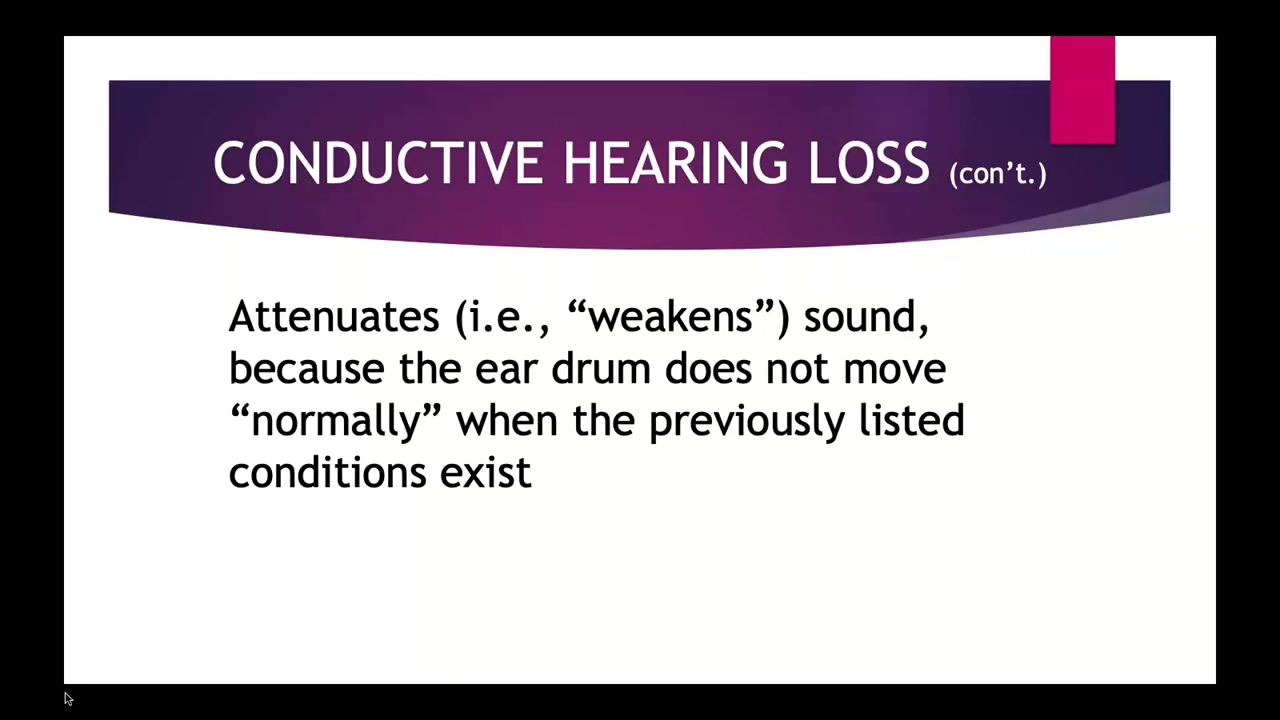 CONDUCTIVE HEARING LOSS (con’t.)
Attenuates (i.e., “weakens”) sound,
because the ear drum does not move
“normally” when the previously listed
conditions exist